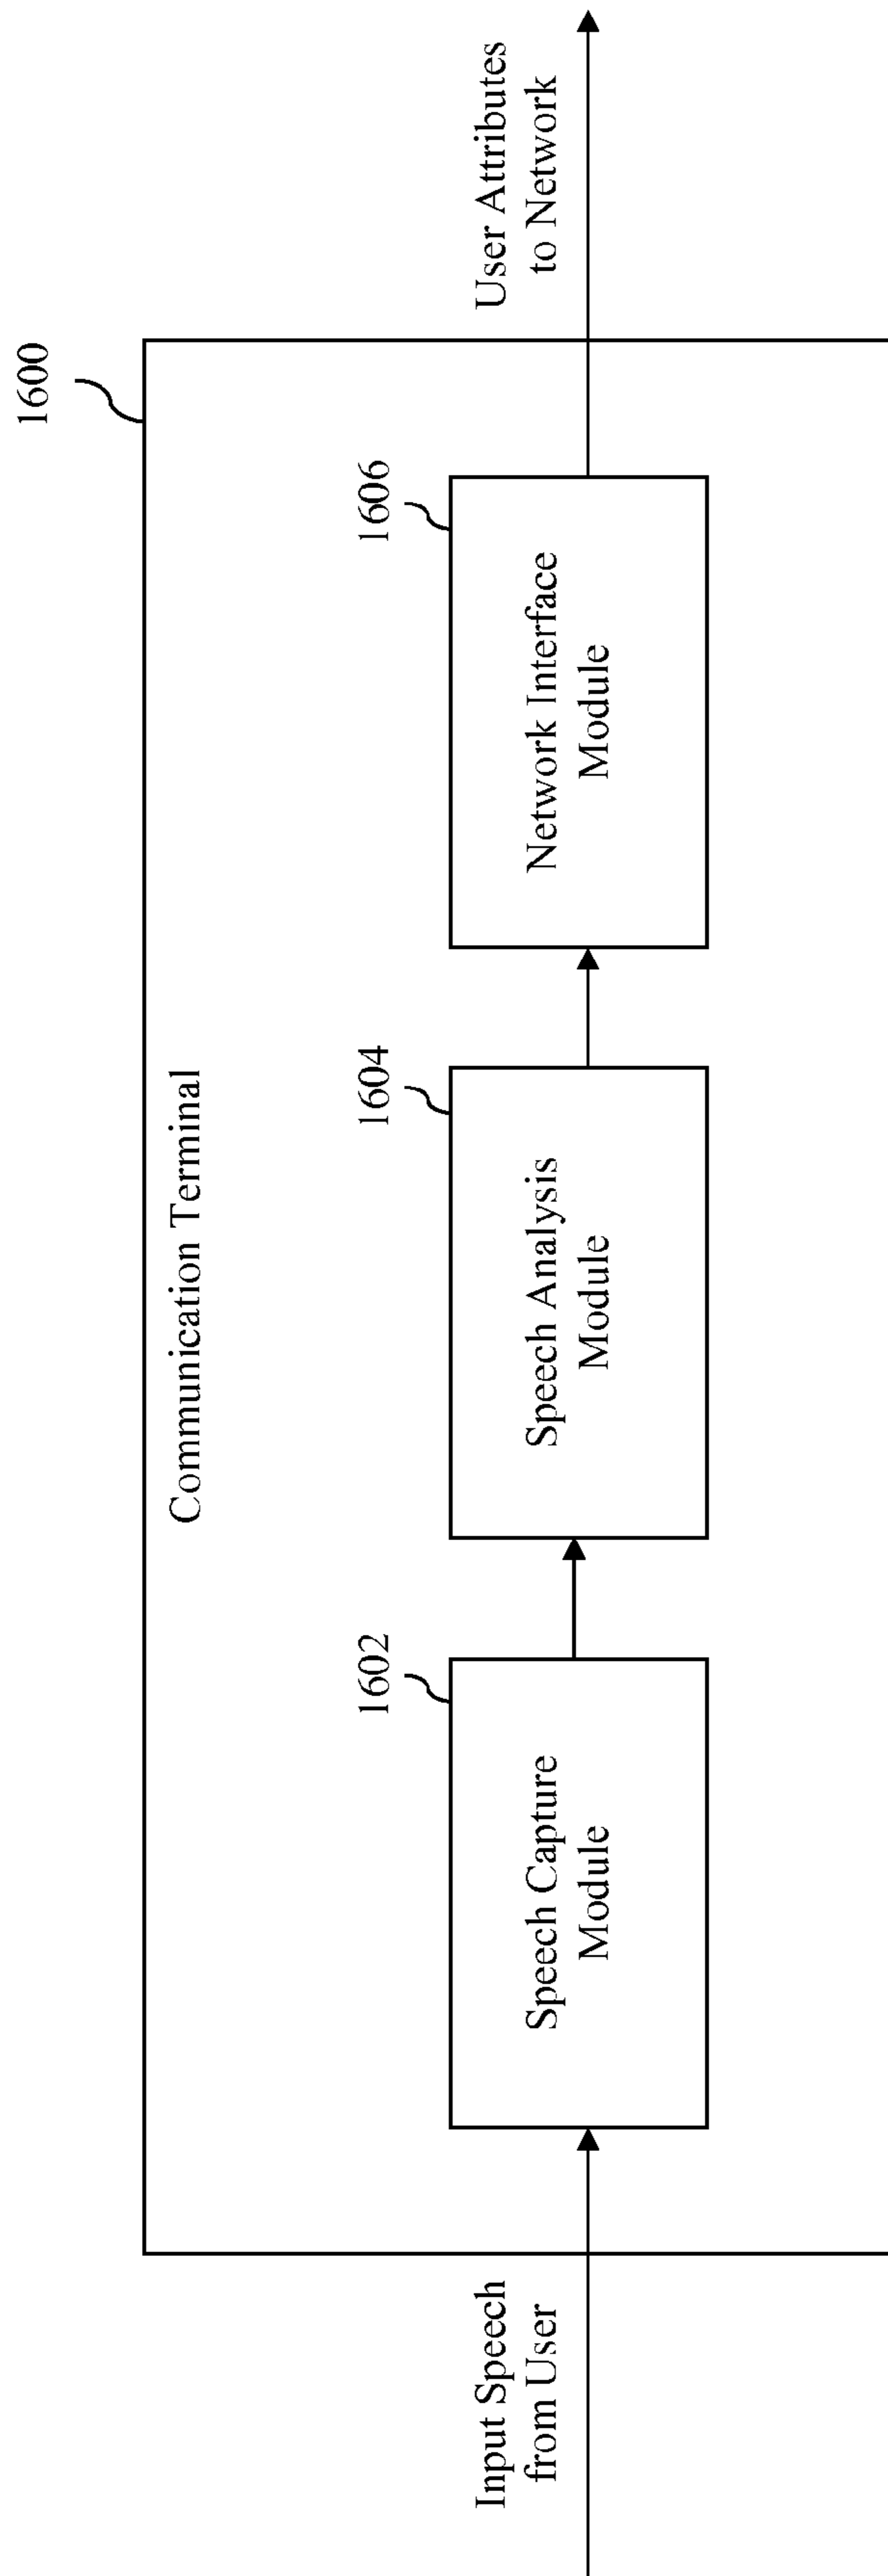 1600
Communication Terminal
Input Speech
from User
1602
Speech Capture
Module
1604
Speech Analysis
Module
1606
Network Interface
Module
User Attributes
to Network